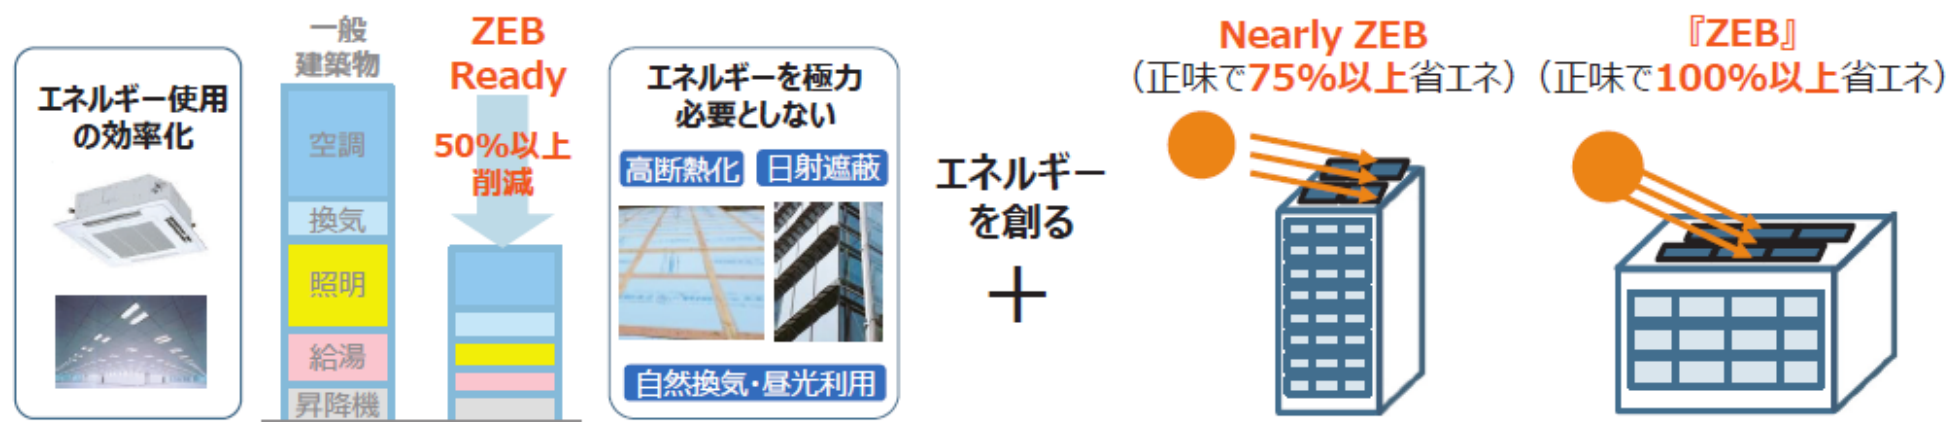 エネルギー使用
の効率化
一般
建築物
空調
換気
照明
給湯
昇降機
ZEB
Ready
50%以上
削減
エネルギーを極力
必要としない
高断熱化
日射遮蔽
自然換気・昼光利用
エネルギー
を創る
＋
Nearly ZEB
（正味で75%以上省エネ）
『ZEB』
（正味で100%以上省エネ）